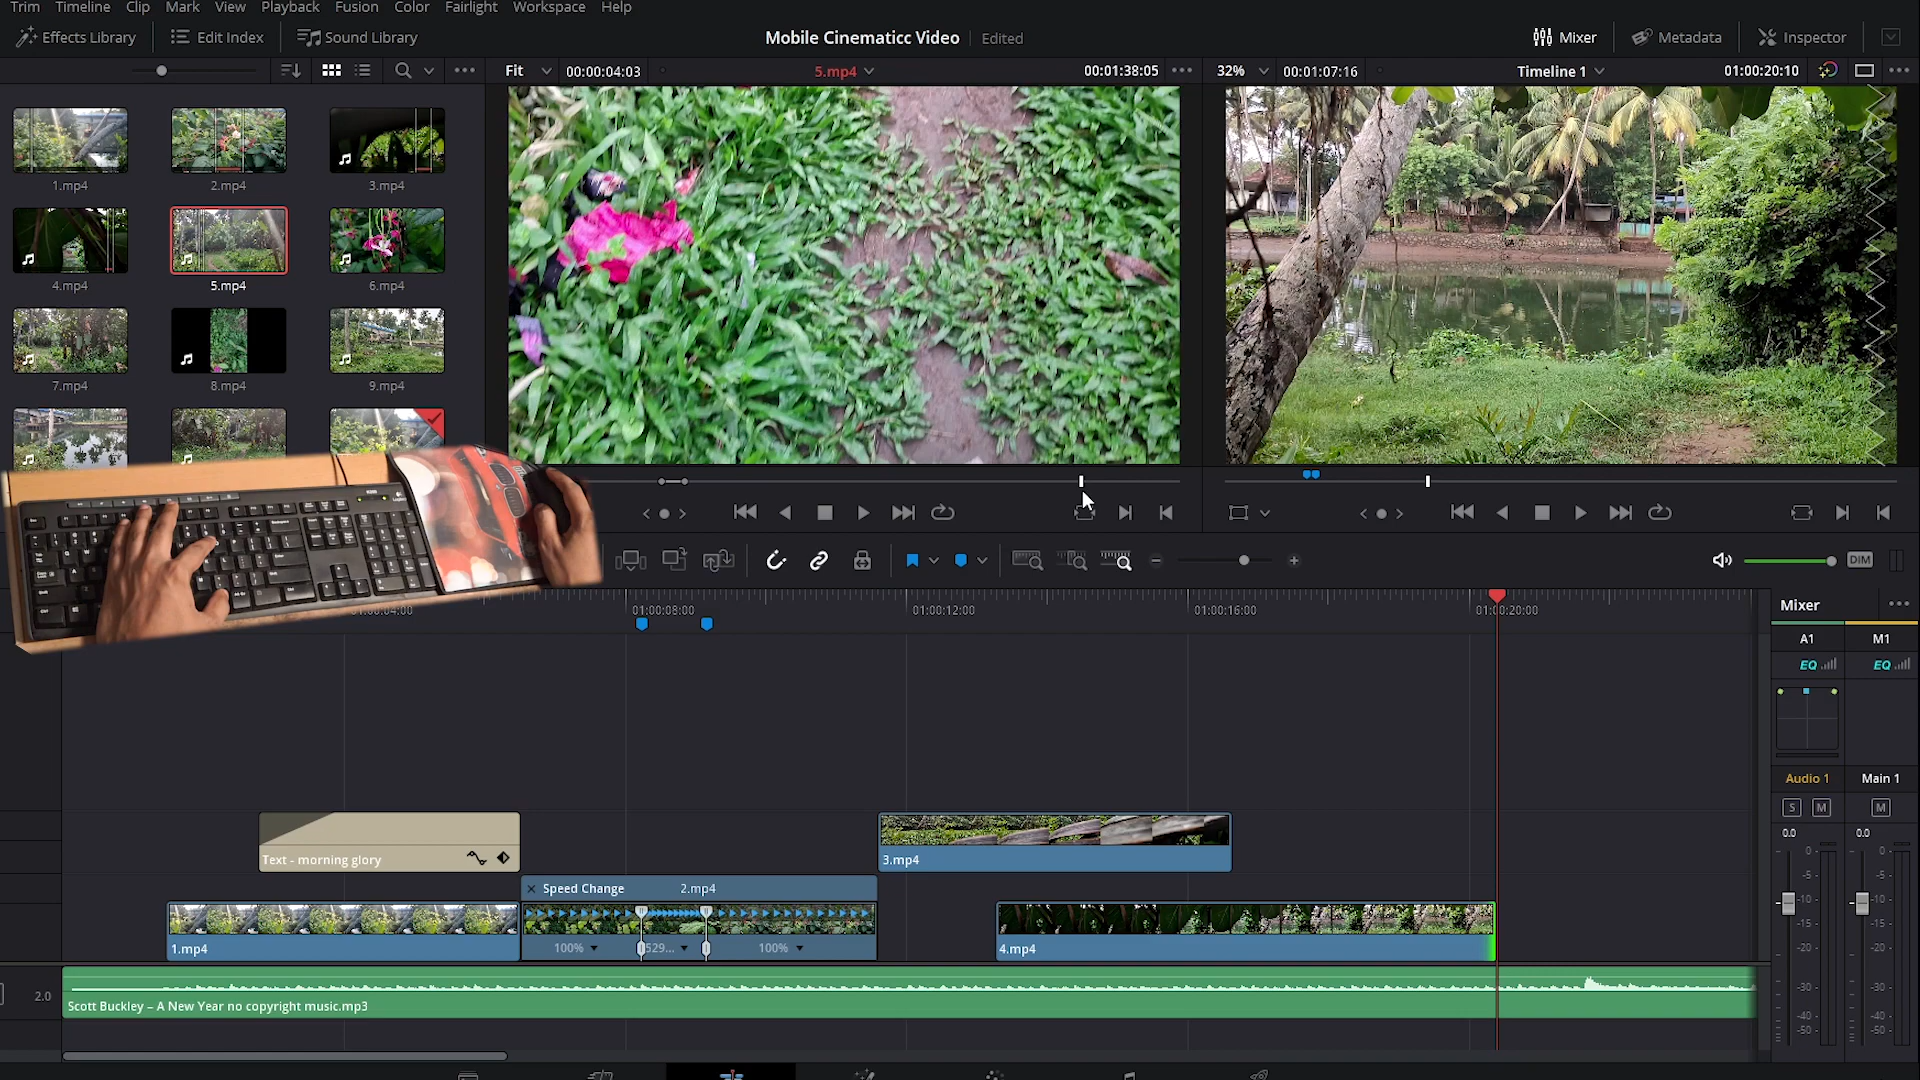 Trim Timeline Clip Mark View Playback Fusion Color Fairlight Workspace Help
Effects Library Edit Index Sound Library Mobile Cinematicc Video Edited Mixer Metadata Inspector
Fit 00:00:04:03 5.mp4 00:01:38:05 32% 00:01:07:16 Timeline 1 01:00:20:10
1.mp4 2.mp4 3.mp4
4.mp4 5.mp4 6.mp4
7.mp4 8.mp4 9.mp4
DIM
01:00:08:00 01:00:12:00 01:00:16:00 01:00:20:00
Mixer
A1 M1
EQ EQ
Audio 1 Main 1
S M M
0.0 0.0
0 0
-5 -5
-10 -10
-15 -15
-20 -20
-30 -30
-40 -40
-50 -50
Text - morning glory
3.mp4
Speed Change 2.mp4
100% 529... 100%
1.mp4
4.mp4
2.0
Scott Buckley – A New Year no copyright music.mp3